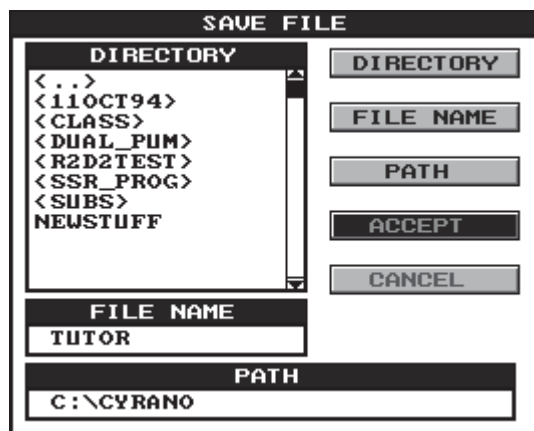 SAVE FILE
DIRECTORY
<..>
<11OCT94>
<CLASS>
<DUAL_PUM>
<R2D2TEST>
<SSR_PROG>
<SUBS>
NEWSTUFF
FILE NAME
TUTOR
PATH
C:\CYRANO
DIRECTORY
FILE NAME
PATH
ACCEPT
CANCEL